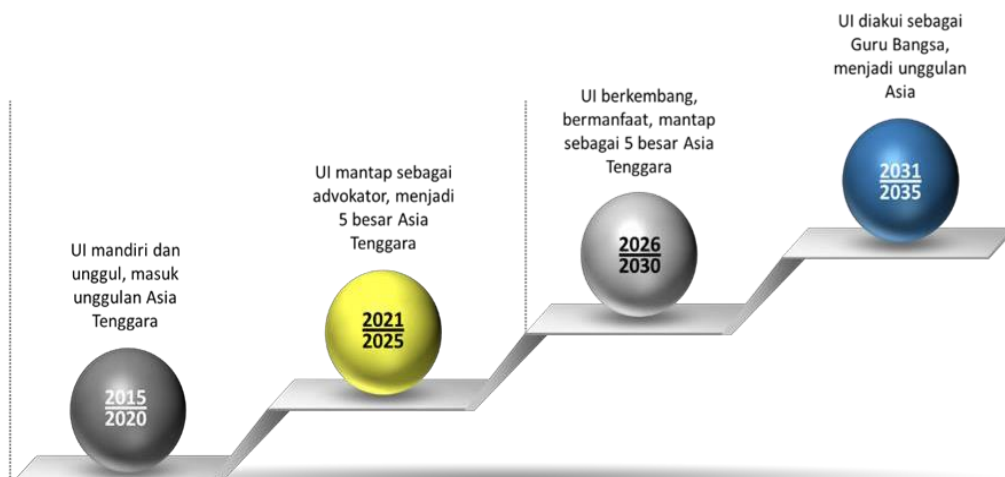 UI mandiri dan
unggul, masuk
unggulan Asia
Tenggara
2015
2020
UI mantap sebagai
advokator, menjadi
5 besar Asia
Tenggara
2021
2025
UI berkembang,
bermanfaat, mantap
sebagai 5 besar Asia
Tenggara
2026
2030
UI diakui sebagai
Guru Bangsa,
menjadi unggulan
Asia
2031
2035